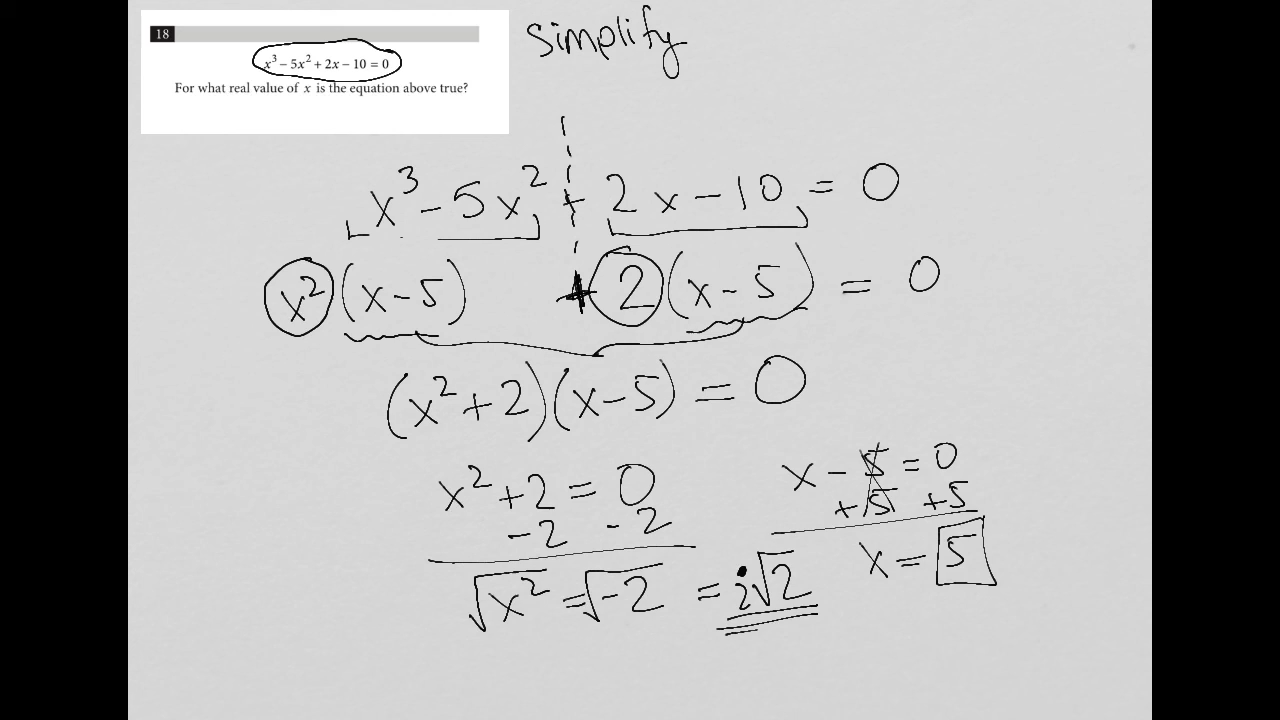 18
x³ − 5x² + 2x − 10 = 0
For what real value of x is the equation above true?
simplify
x³ − 5x² + 2x − 10 = 0
x² (x − 5) + 2 (x − 5) = 0
(x² + 2)(x − 5) = 0
x² + 2 = 0
− 2 − 2
√x² = √−2 = i√2
x − 5 = 0
+ 5 + 5
x = 5